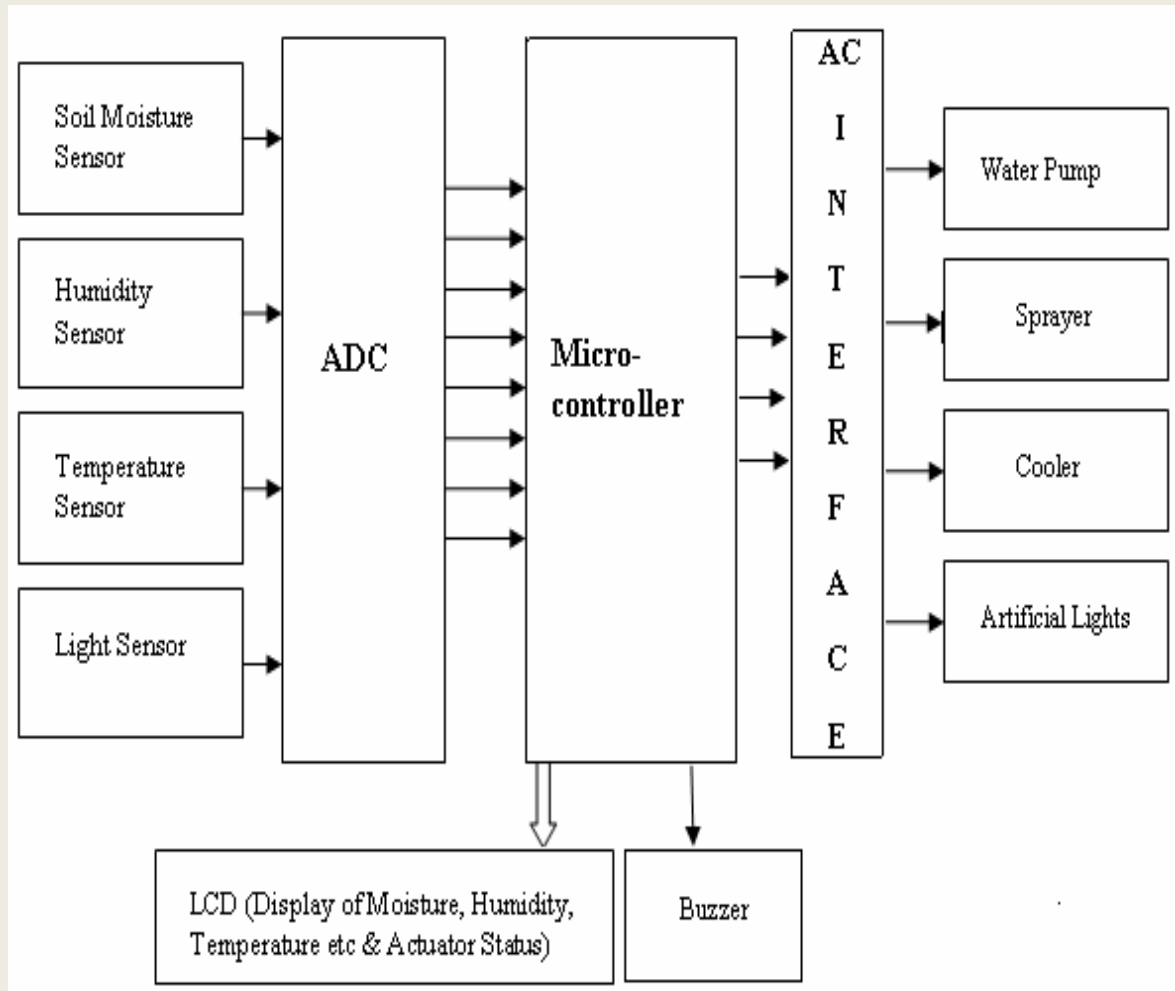 Soil Moisture
Sensor
Humidity
Sensor
Temperature
Sensor
Light Sensor
ADC
Micro-
controller
AC
I
N
T
E
R
F
A
C
E
Water Pump
Sprayer
Cooler
Artificial Lights
LCD (Display of Moisture, Humidity,
Temperature etc & Actuator Status)
Buzzer